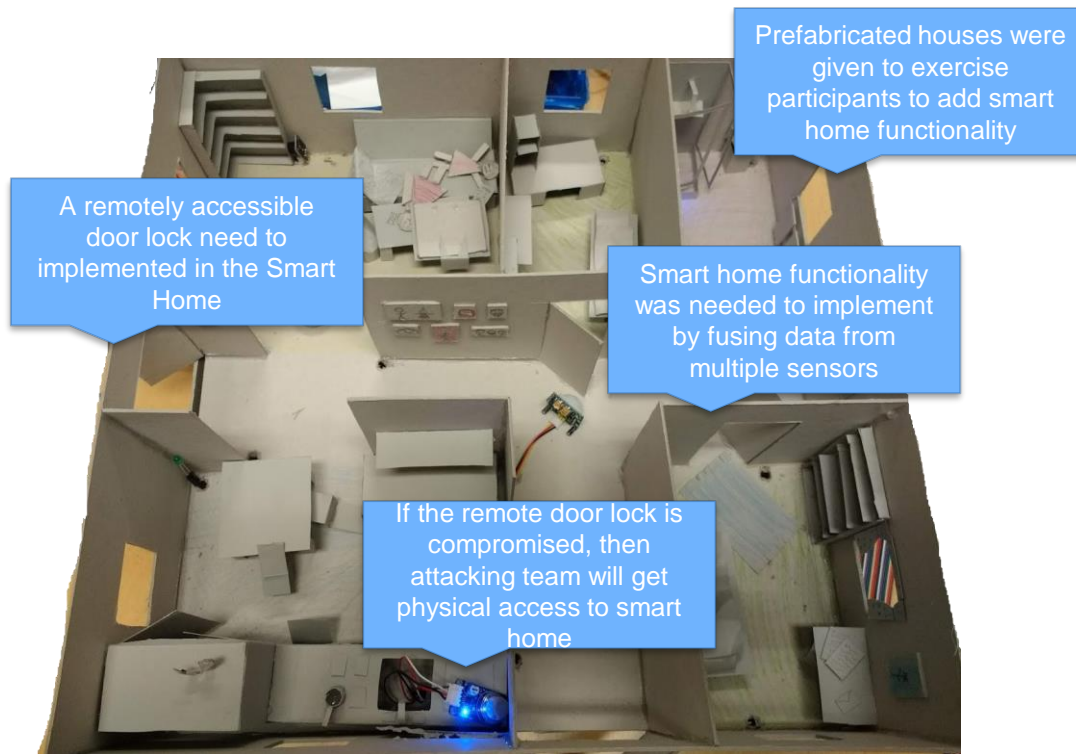 Prefabricated houses were
given to exercise
participants to add smart
home functionality
A remotely accessible
door lock need to
implemented in the Smart
Home
Smart home functionality
was needed to implement
by fusing data from
multiple sensors
If the remote door lock is
compromised, then
attacking team will get
physical access to smart
home